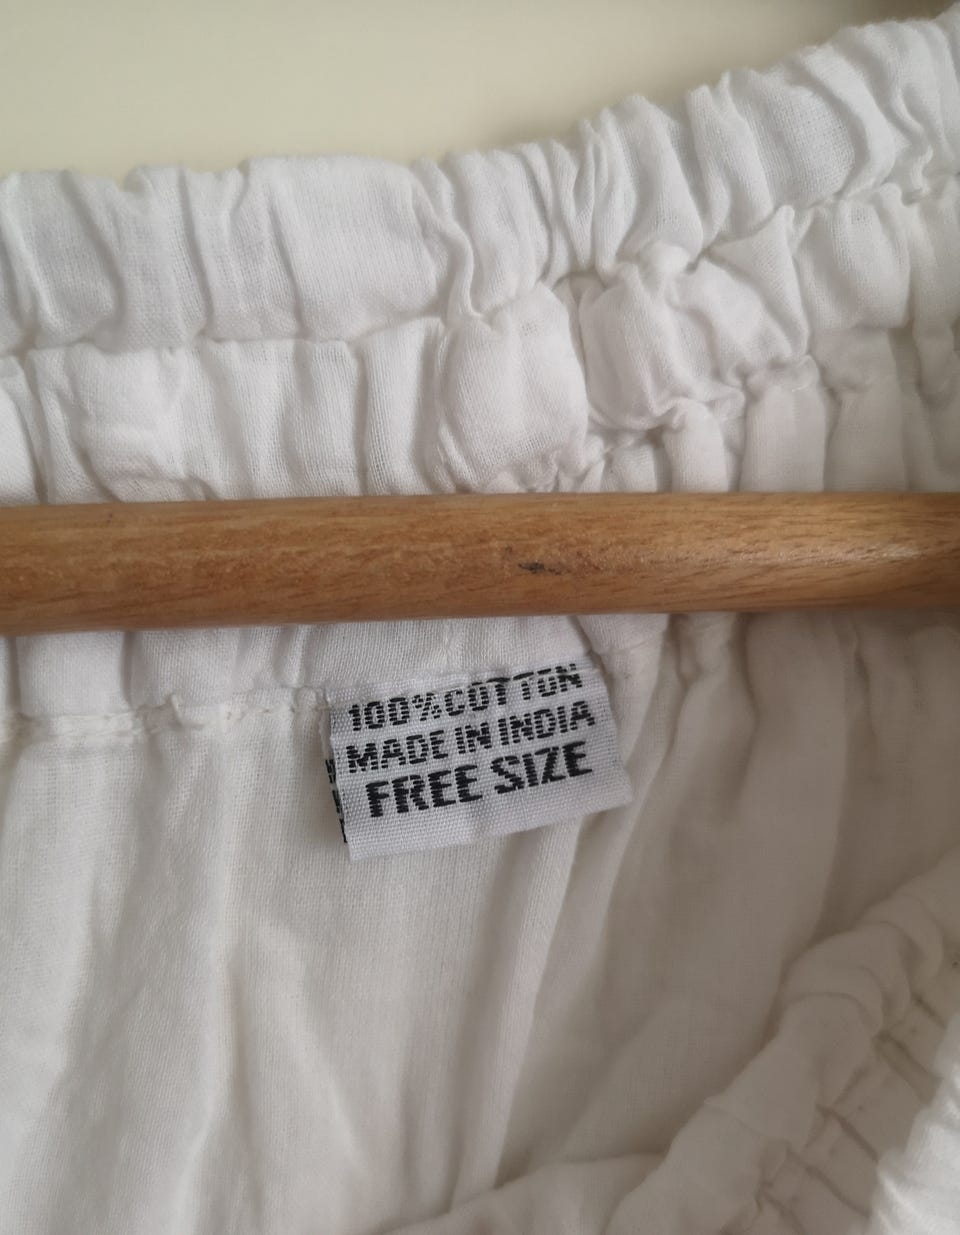 100% COTTON
MADE IN INDIA
FREE SIZE